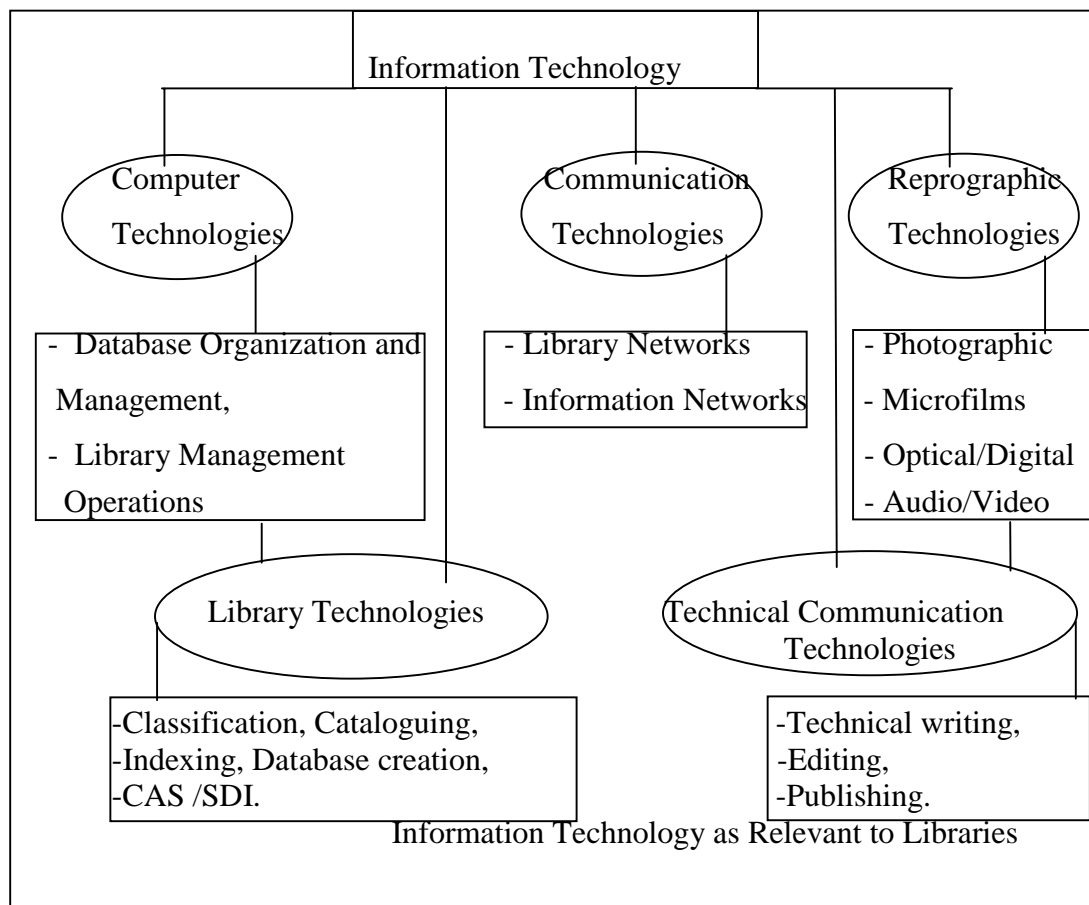 Information Technology
Computer
Technologies
Communication
Technologies
Reprographic
Technologies
- Database Organization and
Management,
- Library Management
Operations
- Library Networks
- Information Networks
- Photographic
- Microfilms
- Optical/Digital
- Audio/Video
Library Technologies
Technical Communication
Technologies
-Classification, Cataloguing,
-Indexing, Database creation,
-CAS /SDI.
-Technical writing,
-Editing,
-Publishing.
Information Technology as Relevant to Libraries